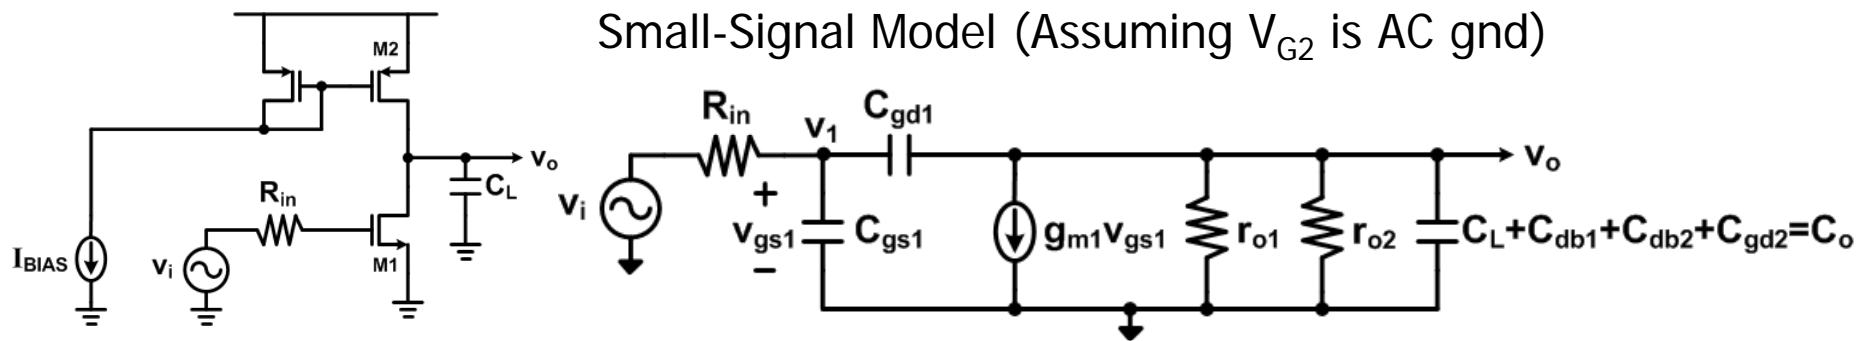 Small-Signal Model (Assuming V_G2 is AC gnd)
M2
v_o
C_L
R_in
M1
v_i
I_BIAS
R_in
v_1
C_gd1
v_o
v_i
+
v_gs1
−
C_gs1
g_m1v_gs1
r_o1
r_o2
C_L+C_db1+C_db2+C_gd2=C_o